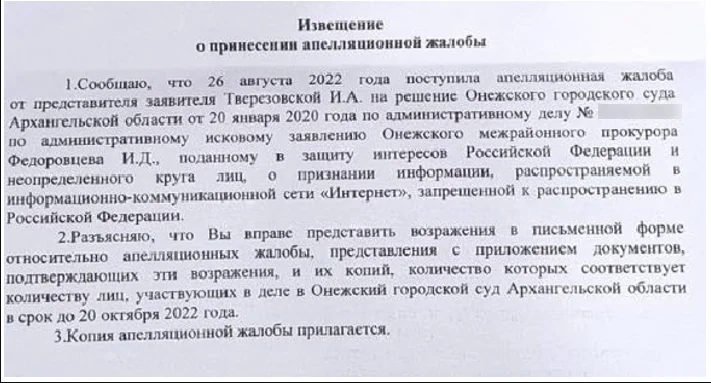 Извещение
о принесении апелляционной жалобы
1.Сообщаю, что 26 августа 2022 года поступила апелляционная жалоба
от представителя заявителя Тверезовской И.А. на решение Онежского городского суда
Архангельской области от 20 января 2020 года по административному делу №
по административному исковому заявлению Онежского межрайонного прокурора
Федоровцева И.Д., поданному в защиту интересов Российской Федерации и
неопределенного круга лиц, о признании информации, распространяемой в
информационно-коммуникационной сети «Интернет», запрещенной к распространению в
Российской Федерации.
2.Разъясняю, что Вы вправе представить возражения в письменной форме
относительно апелляционных жалобы, представления с приложением документов,
подтверждающих эти возражения, и их копий, количество которых соответствует
количеству лиц, участвующих в деле в Онежский городской суд Архангельской области
в срок до 20 октября 2022 года.
3.Копия апелляционной жалобы прилагается.